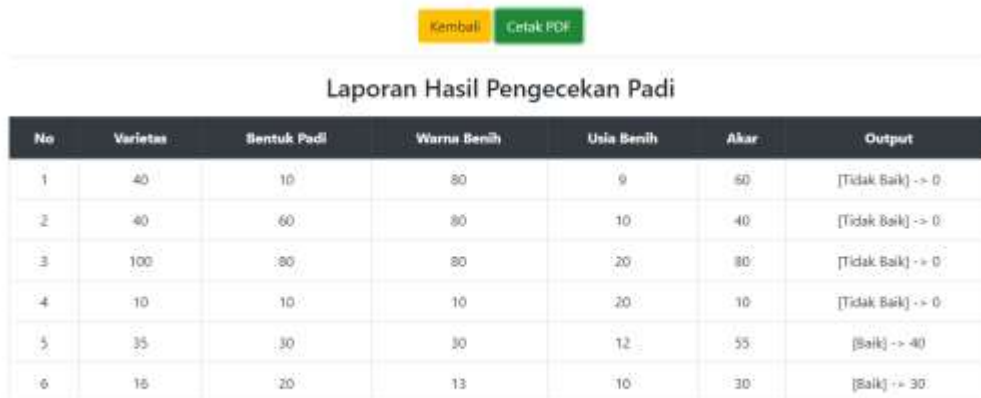 Kembali Cetak PDF
Laporan Hasil Pengecekan Padi
No Varietas Bentuk Padi Warna Benih Usia Benih Akar Output
1 40 10 80 9 60 [Tidak Baik] -> 0
2 40 60 80 10 40 [Tidak Baik] -> 0
3 100 80 80 20 80 [Tidak Baik] -> 0
4 10 10 10 20 10 [Tidak Baik] -> 0
5 35 30 30 12 55 [Baik] -> 40
6 16 20 13 10 30 [Baik] -> 30